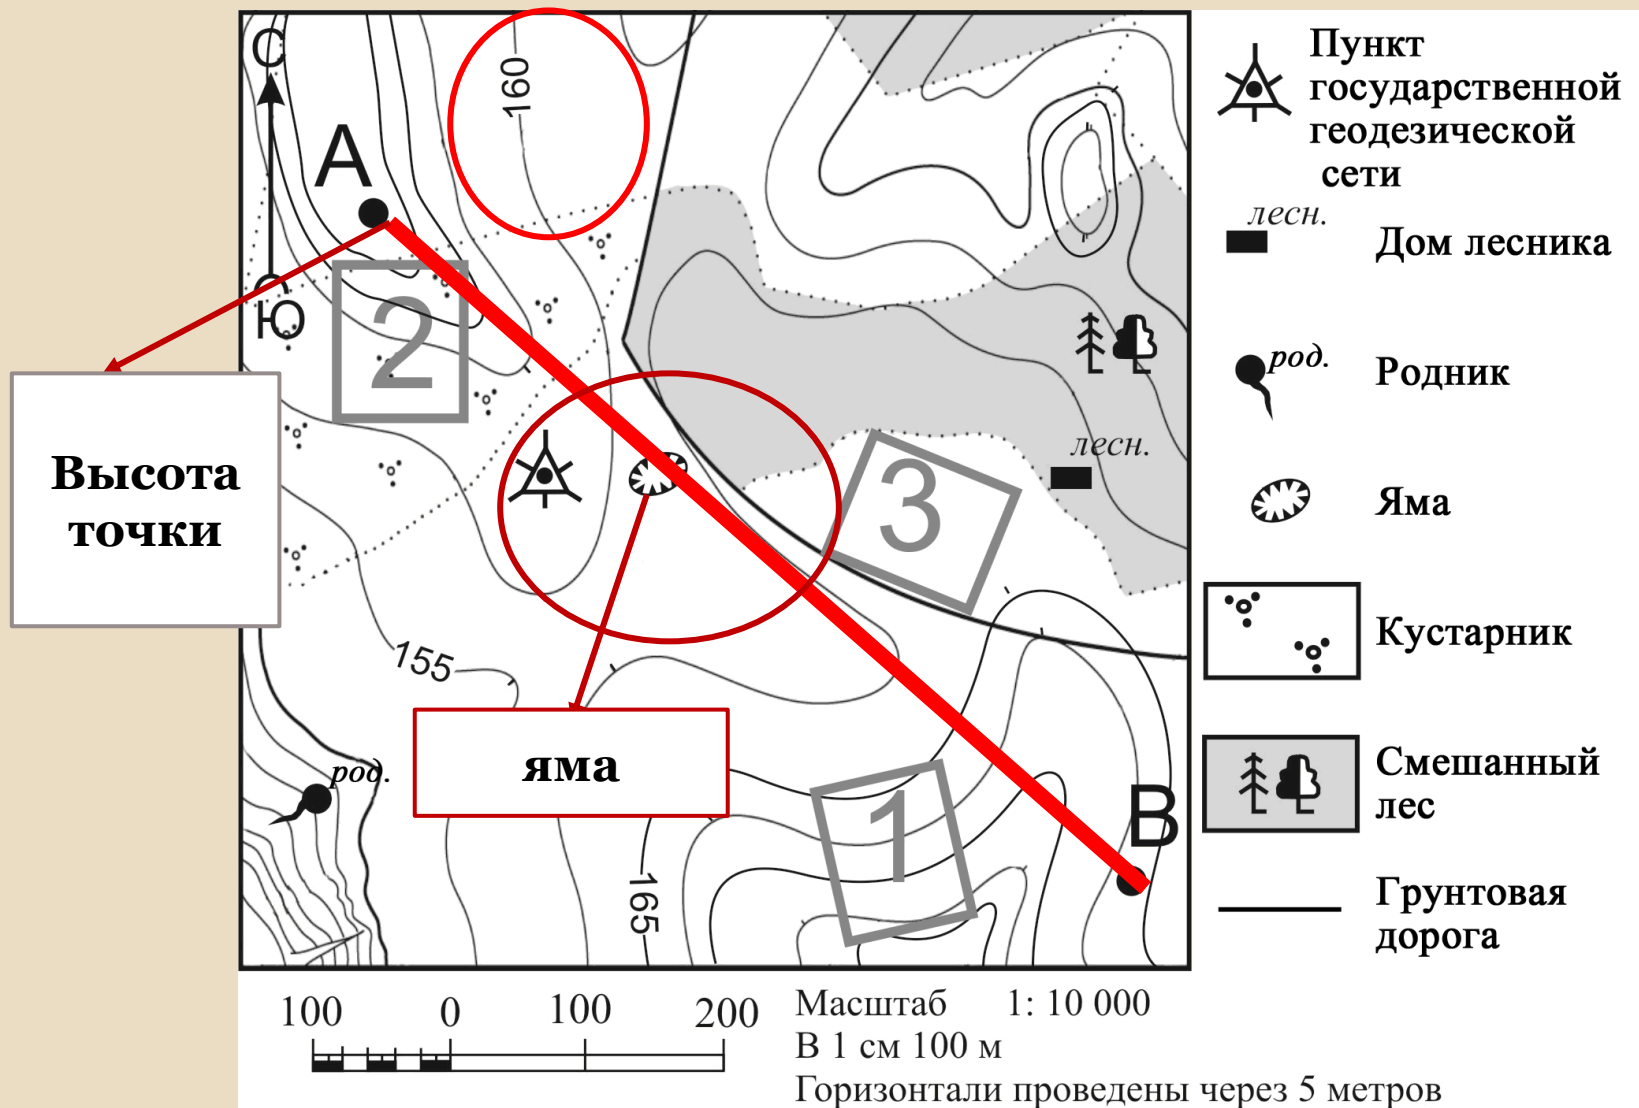 С
А
Ю
160
2
Высота
точки
лесн.
3
155
яма
род.
1
В
165
Пункт
государственной
геодезической
сети
лесн.
Дом лесника
род.
Родник
Яма
Кустарник
Смешанный
лес
Грунтовая
дорога
100 0 100 200
Масштаб 1: 10 000
В 1 см 100 м
Горизонтали проведены через 5 метров